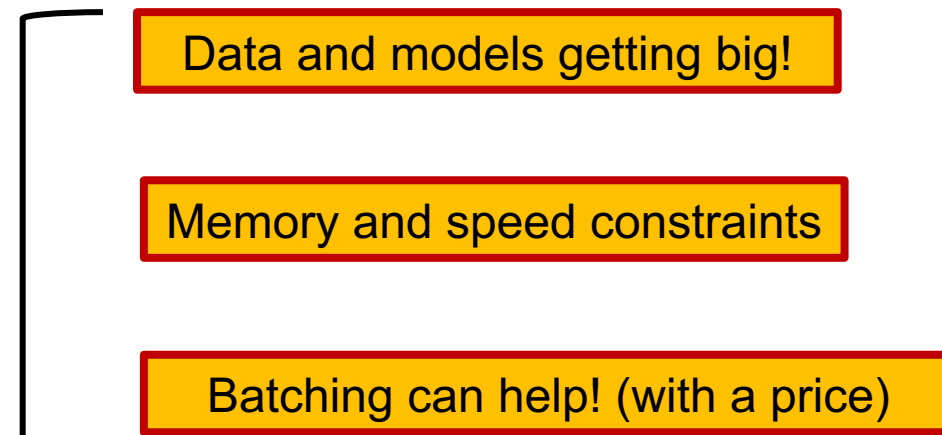 Data and models getting big!
Memory and speed constraints
Batching can help! (with a price)